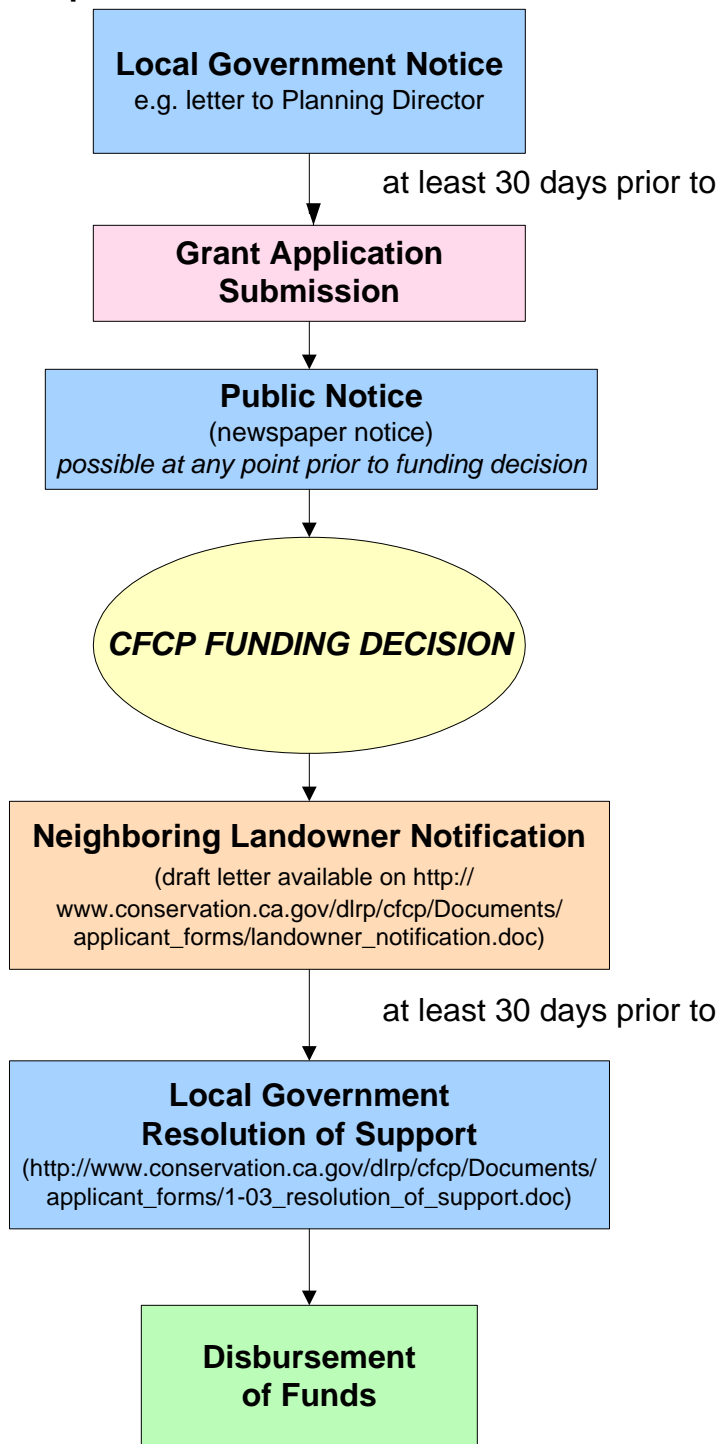 Local Government Notice
e.g. letter to Planning Director
at least 30 days prior to
Grant Application
Submission
Public Notice
(newspaper notice)
possible at any point prior to funding decision
CFCP FUNDING DECISION
Neighboring Landowner Notification
(draft letter available on http://
www.conservation.ca.gov/dlrp/cfcp/Documents/
applicant_forms/landowner_notification.doc)
at least 30 days prior to
Local Government
Resolution of Support
(http://www.conservation.ca.gov/dlrp/cfcp/Documents/
applicant_forms/1-03_resolution_of_support.doc)
Disbursement
of Funds